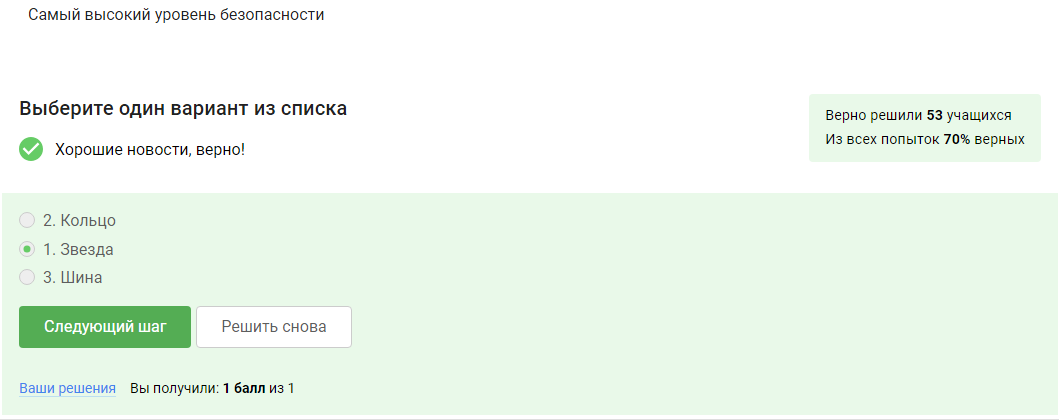 Самый высокий уровень безопасности
Выберите один вариант из списка
Хорошие новости, верно!
Верно решили 53 учащихся
Из всех попыток 70% верных
2. Кольцо
1. Звезда
3. Шина
Следующий шаг
Решить снова
Ваши решения Вы получили: 1 балл из 1